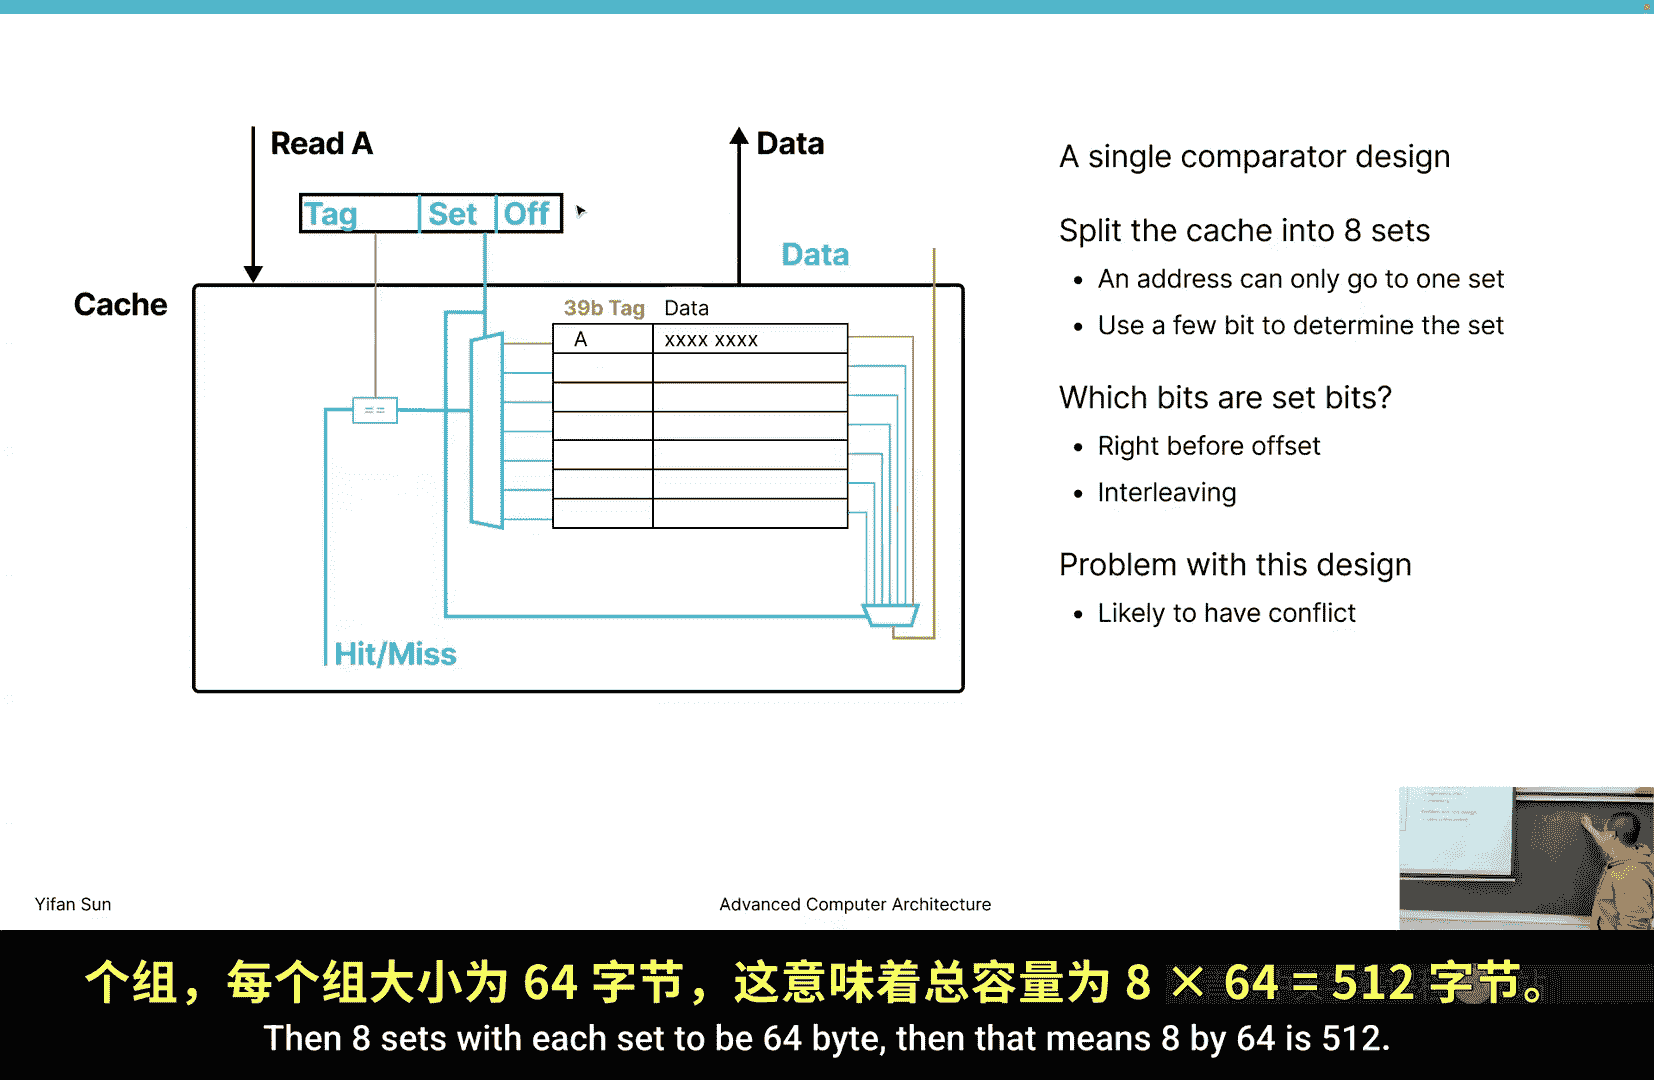 Read A
Data
Tag Set Off
Data
Cache
39b Tag Data
A xxxx xxxx
==
Hit/Miss
A single comparator design
Split the cache into 8 sets
• An address can only go to one set
• Use a few bit to determine the set
Which bits are set bits?
• Right before offset
• Interleaving
Problem with this design
• Likely to have conflict
Yifan Sun
Advanced Computer Architecture
个组，每个组大小为 64 字节，这意味着总容量为 8 × 64 = 512 字节。
Then 8 sets with each set to be 64 byte, then that means 8 by 64 is 512.